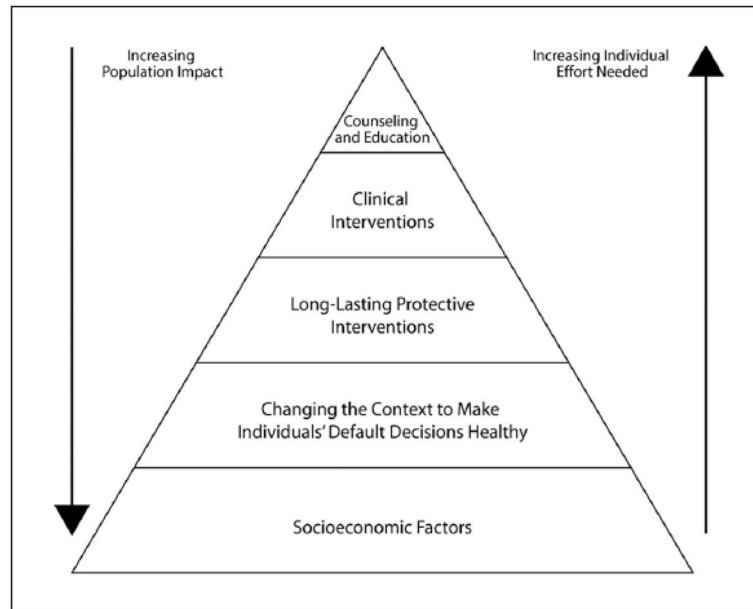 Increasing
Population Impact
Increasing Individual
Effort Needed
Counseling
and Education
Clinical
Interventions
Long-Lasting Protective
Interventions
Changing the Context to Make
Individuals’ Default Decisions Healthy
Socioeconomic Factors